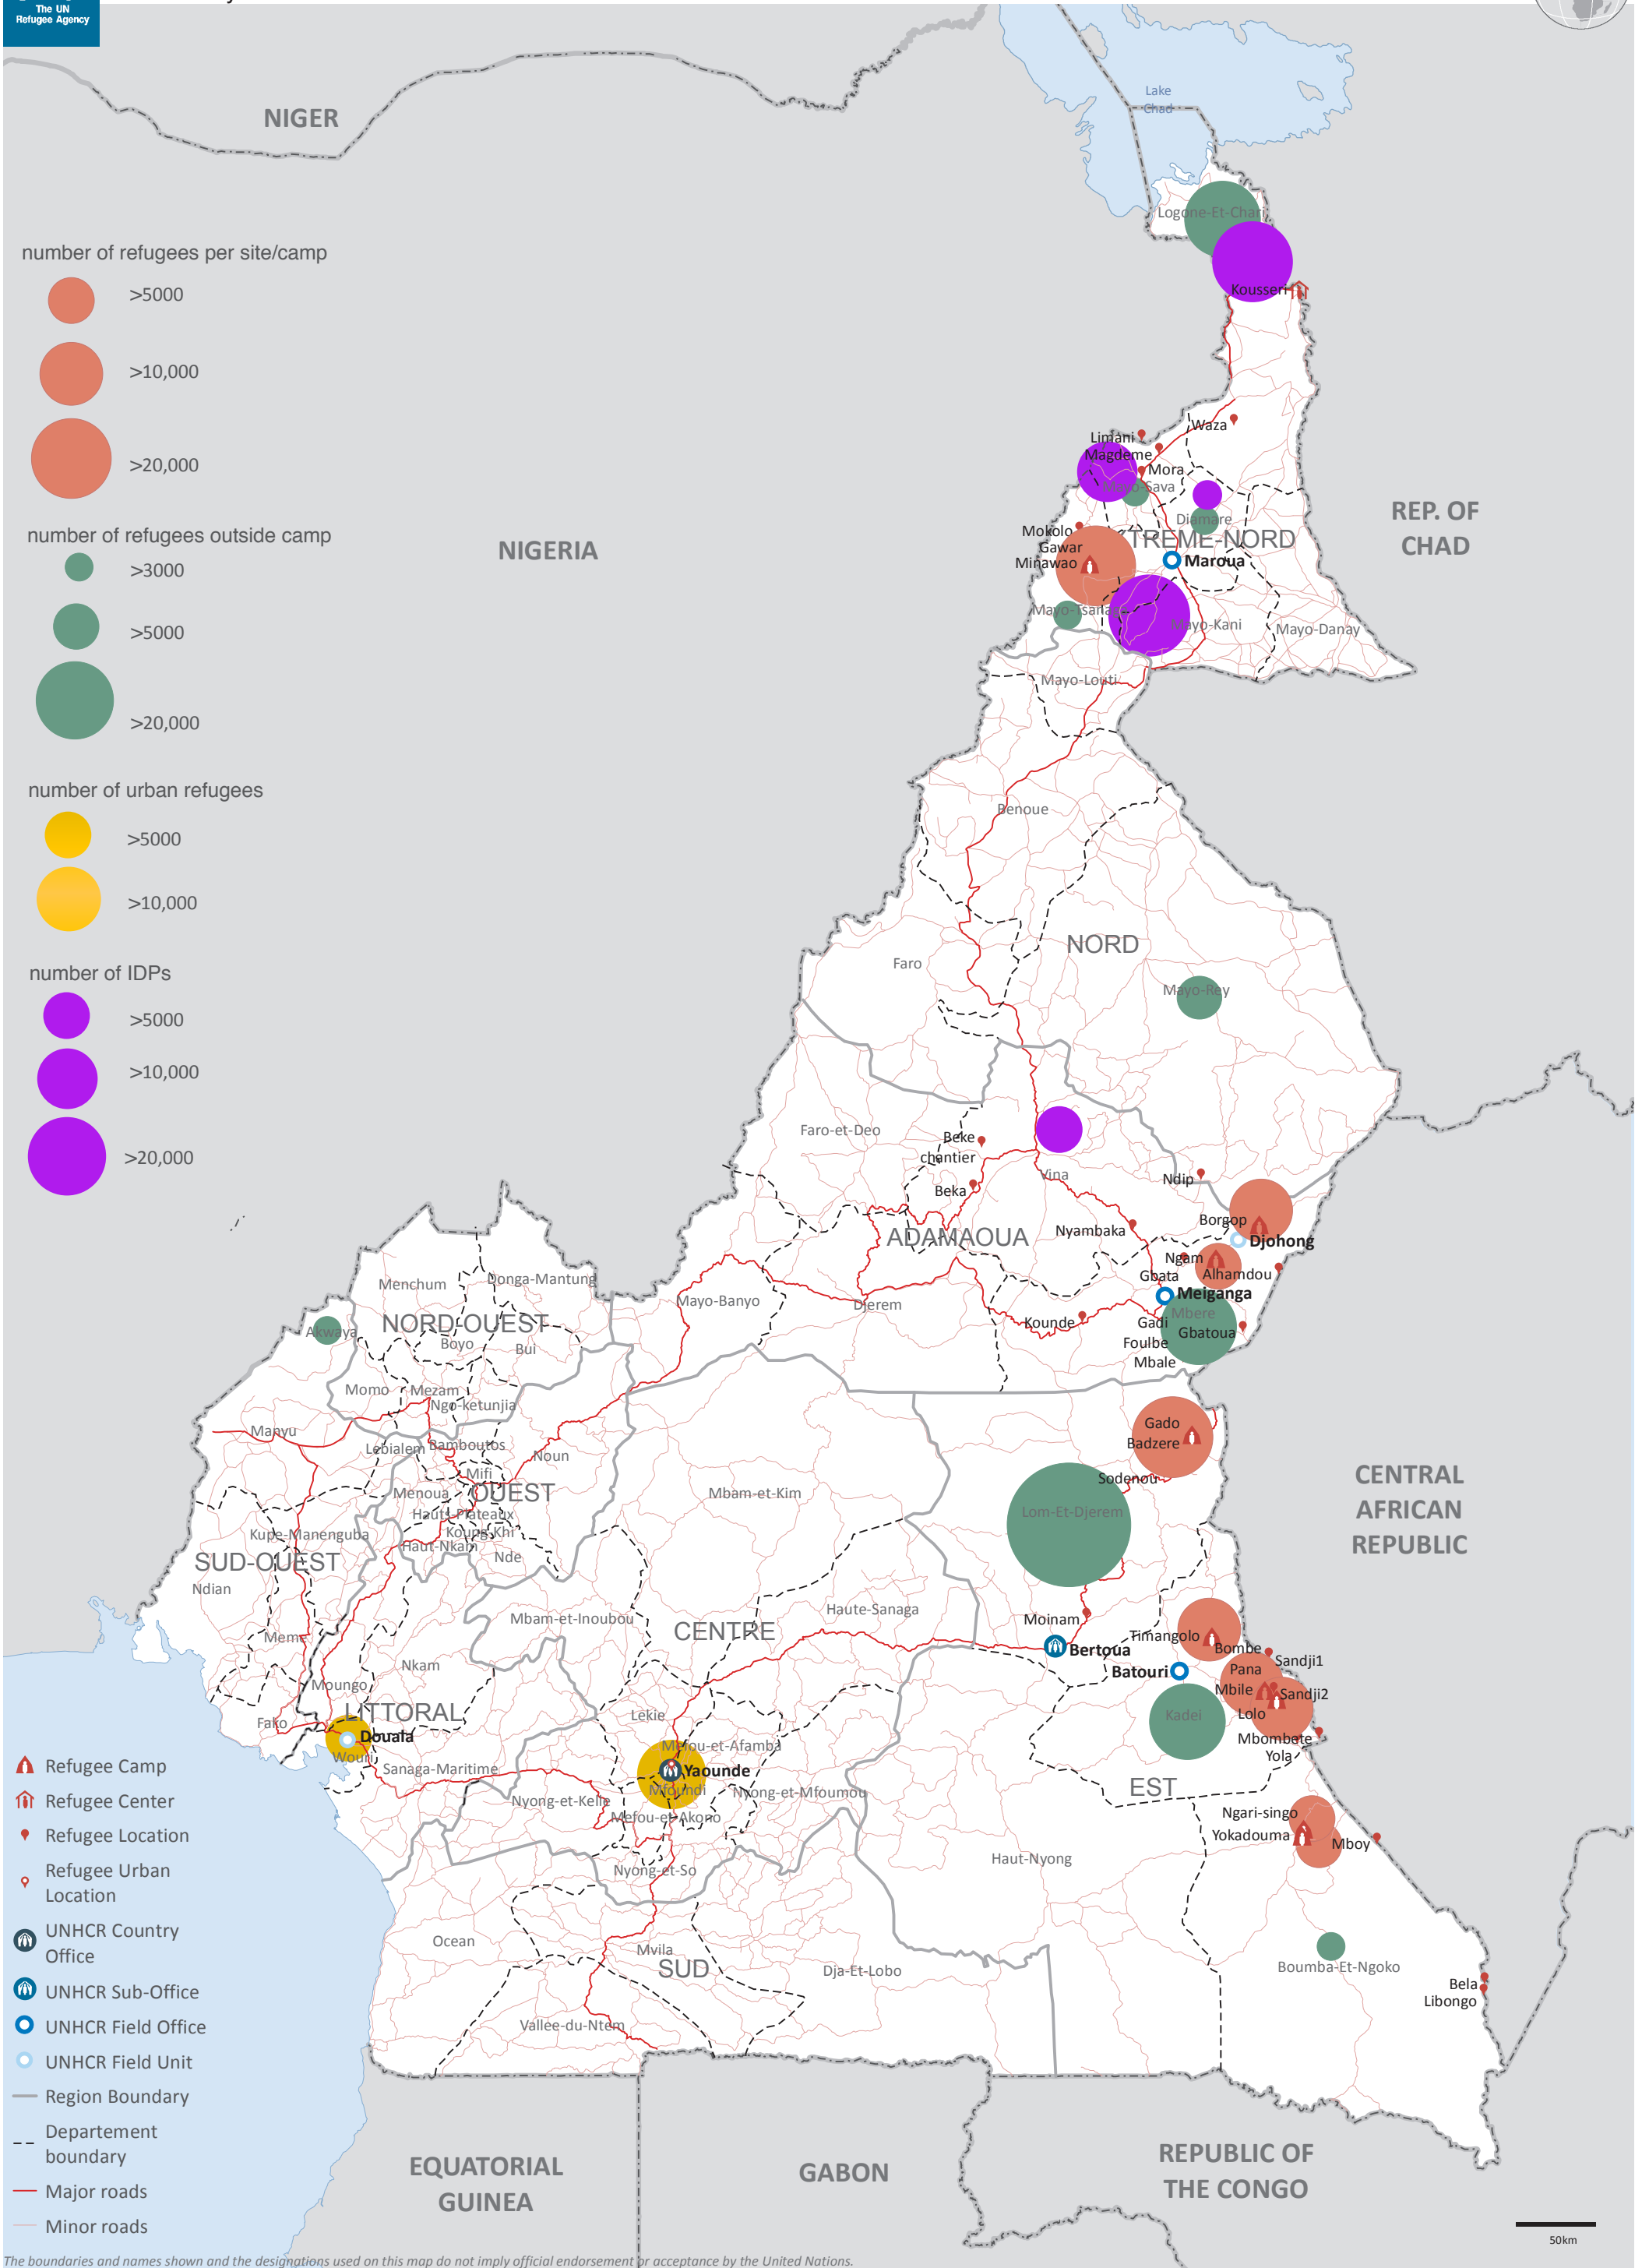 The UN
Refugee Agency
NIGER
Lake
Chad
Logone-Et-Chari
Kousseri
number of refugees per site/camp
>5000
>10,000
>20,000
number of refugees outside camp
>3000
>5000
>20,000
number of urban refugees
>5000
>10,000
number of IDPs
>5000
>10,000
>20,000
NIGERIA
REP. OF
CHAD
Waza
Limani
Magdeme
Mora
Mayo-Sava
Diamare
Mokolo
Gawar
Minawao
TREME-NORD
Maroua
Mayo-Tsanaga
Mayo-Kani
Mayo-Danay
Mayo-Louti
Benoue
NORD
Faro
Mayo-Rey
Faro-et-Deo
Beke
chantier
Beka
Vina
Ndip
ADAMAOUA
Nyambaka
Borgop
Djohong
Ngam
Alhamdou
Gbata
Meiganga
Mbere
Kounde
Gadi
Gbatoua
Foulbe
Mbale
Mayo-Banyo
Djerem
Menchum
Donga-Mantung
Akwaya
NORD-OUEST
Boyo
Bui
Momo
Mezam
Ngo-ketunjia
Manyu
Lebialem
Bamboutos
Noun
Mifi
Menoua
OUEST
Hauts-Plateaux
Koung-Khi
Haut-Nkam
Nde
Kupe-Manenguba
SUD-OUEST
Ndian
Meme
Mbam-et-Kim
Mbam-et-Inoubou
CENTRE
Haute-Sanaga
Gado
Badzere
Sodenou
Lom-Et-Djerem
CENTRAL
AFRICAN
REPUBLIC
Moinam
Bertoua
Timangolo
Bombe
Sandji1
Batouri
Pana
Mbile
Sandji2
Kadei
Lolo
Mbombete
Yola
EST
Nkam
Moungo
LITTORAL
Fako
Douala
Wouri
Sanaga-Maritime
Lekie
Mefou-et-Afamba
Yaounde
Mfoundi
Nyong-et-Mfoumou
Nyong-et-Kelle
Mefou-et-Akono
Nyong-et-So
Ngari-singo
Yokadouma
Mboy
Haut-Nyong
Boumba-Et-Ngoko
Bela
Libongo
Ocean
Mvila
SUD
Dja-Et-Lobo
Vallee-du-Ntem
Refugee Camp
Refugee Center
Refugee Location
Refugee Urban
Location
UNHCR Country
Office
UNHCR Sub-Office
UNHCR Field Office
UNHCR Field Unit
Region Boundary
Departement
boundary
Major roads
Minor roads
EQUATORIAL
GUINEA
GABON
REPUBLIC OF
THE CONGO
50km
The boundaries and names shown and the designations used on this map do not imply official endorsement or acceptance by the United Nations.